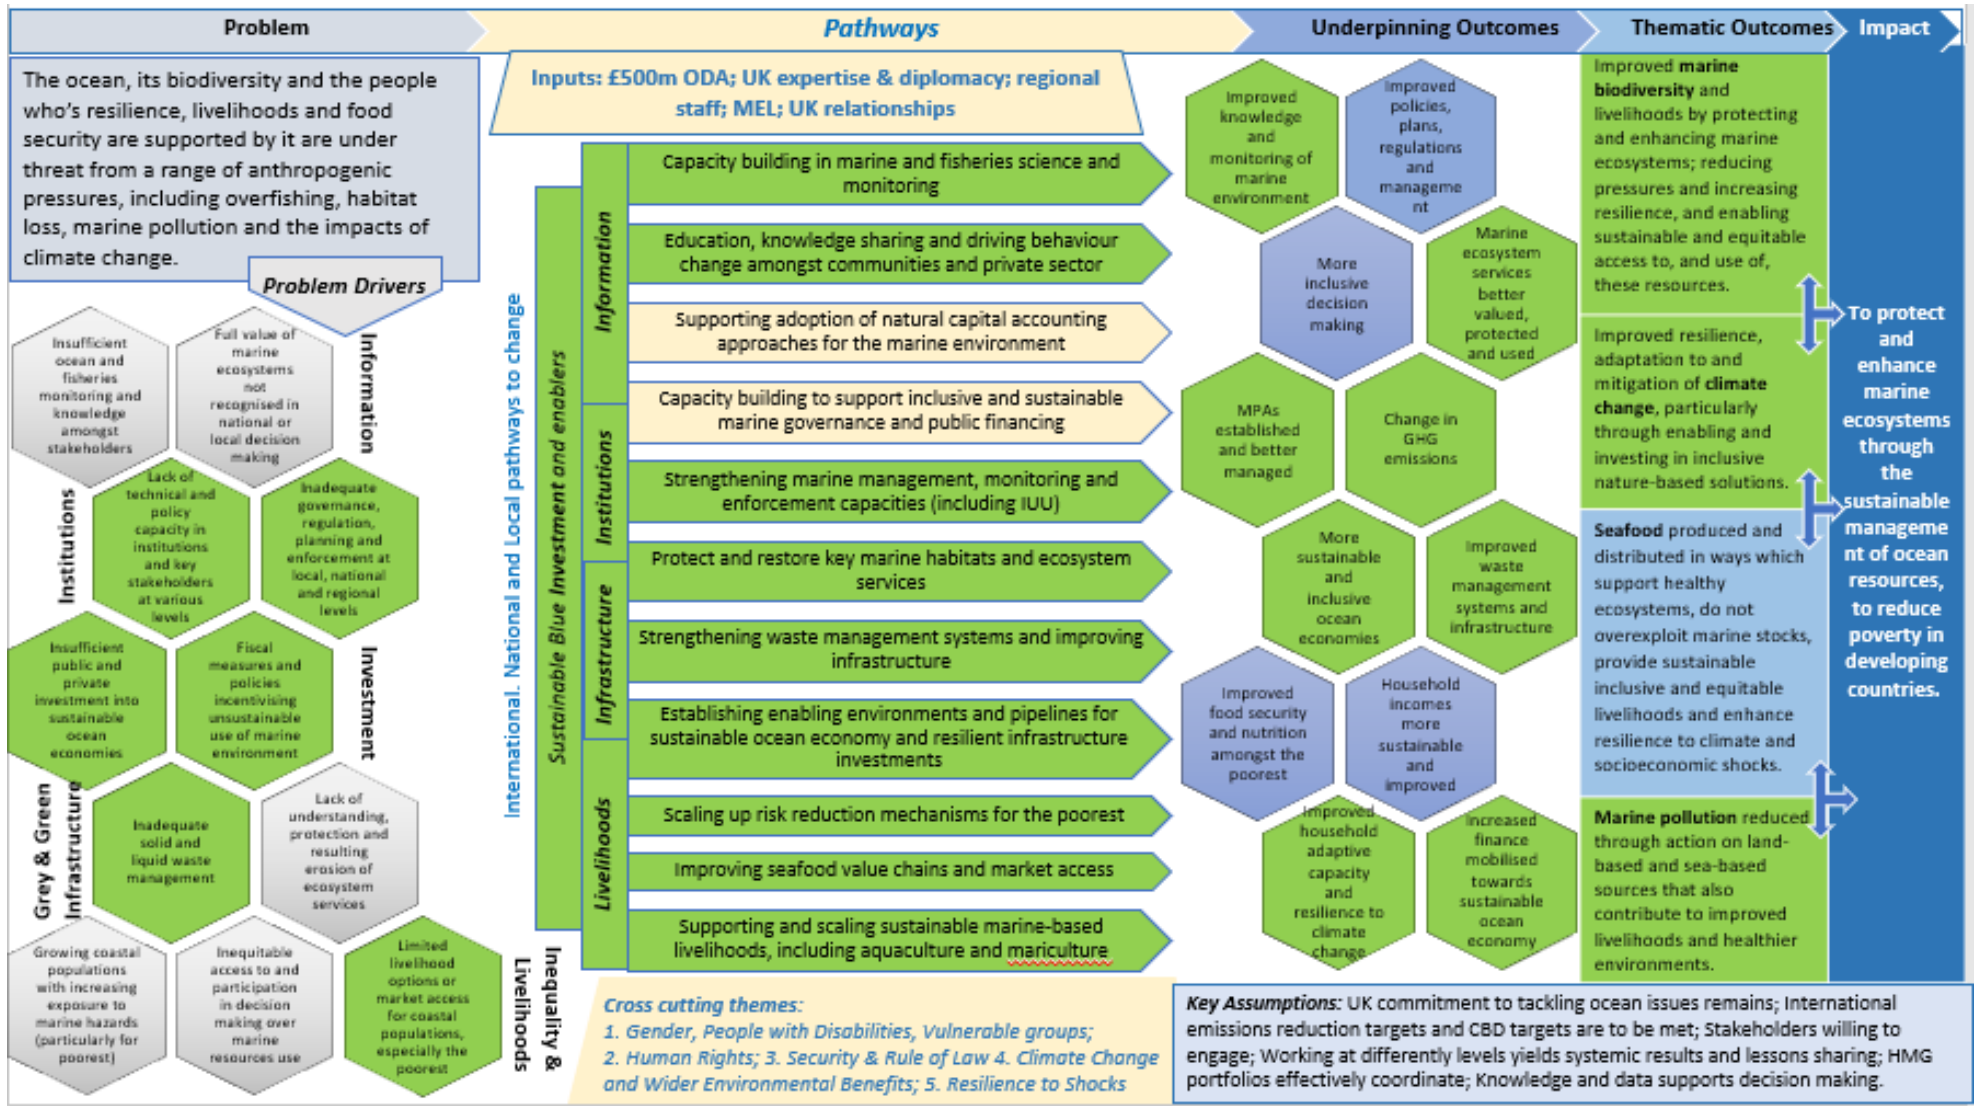 Problem
Pathways
Underpinning Outcomes
Thematic Outcomes
Impact
The ocean, its biodiversity and the people
who's resilience, livelihoods and food
security are supported by it are under
threat from a range of anthropogenic
pressures, including overfishing, habitat
loss, marine pollution and the impacts of
climate change.
Problem Drivers
Insufficient
ocean and
fisheries
monitoring and
knowledge
amongst
stakeholders
Full value of
marine
ecosystems
not
recognised in
national or
local decision
making
Information
Institutions
Lack of
technical and
policy
capacity in
institutions
and key
stakeholders
at various
levels
Inadequate
governance,
regulation,
planning and
enforcement at
local, national
and regional
levels
Insufficient
public and
private
investment into
sustainable
ocean
economies
Fiscal
measures and
policies
incentivising
unsustainable
use of marine
environment
Investment
Grey & Green
Infrastructure
Inadequate
solid and
liquid waste
management
Lack of
understanding,
protection and
resulting
erosion of
ecosystem
services
Growing coastal
populations
with increasing
exposure to
marine hazards
(particularly for
poorest)
Inequitable
access to and
participation
in decision
making over
marine
resources use
Limited
livelihood
options or
market access
for coastal
populations,
especially the
poorest
Inequality &
Livelihoods
Inputs: £500m ODA; UK expertise & diplomacy; regional
staff; MEL; UK relationships
International. National and Local pathways to change
Sustainable Blue Investment and enablers
Information
Institutions
Infrastructure
Livelihoods
Capacity building in marine and fisheries science and
monitoring
Education, knowledge sharing and driving behaviour
change amongst communities and private sector
Supporting adoption of natural capital accounting
approaches for the marine environment
Capacity building to support inclusive and sustainable
marine governance and public financing
Strengthening marine management, monitoring and
enforcement capacities (including IUU)
Protect and restore key marine habitats and ecosystem
services
Strengthening waste management systems and improving
infrastructure
Establishing enabling environments and pipelines for
sustainable ocean economy and resilient infrastructure
investments
Scaling up risk reduction mechanisms for the poorest
Improving seafood value chains and market access
Supporting and scaling sustainable marine-based
livelihoods, including aquaculture and mariculture
Cross cutting themes:
1. Gender, People with Disabilities, Vulnerable groups;
2. Human Rights; 3. Security & Rule of Law 4. Climate Change
and Wider Environmental Benefits; 5. Resilience to Shocks
Improved
knowledge
and
monitoring of
marine
environment
Improved
policies,
plans,
regulations
and
manageme
nt
More
inclusive
decision
making
Marine
ecosystem
services
better
valued,
protected
and used
MPAs
established
and better
managed
Change in
GHG
emissions
More
sustainable
and
inclusive
ocean
economies
Improved
waste
management
systems and
infrastructure
Improved
food security
and nutrition
amongst the
poorest
Household
incomes
more
sustainable
and
improved
Improved
household
adaptive
capacity
and
resilience to
climate
change
Increased
finance
mobilised
towards
sustainable
ocean
economy
Improved marine
biodiversity and
livelihoods by protecting
and enhancing marine
ecosystems; reducing
pressures and increasing
resilience, and enabling
sustainable and equitable
access to, and use of,
these resources.
Improved resilience,
adaptation to and
mitigation of climate
change, particularly
through enabling and
investing in inclusive
nature-based solutions.
Seafood produced and
distributed in ways which
support healthy
ecosystems, do not
overexploit marine stocks,
provide sustainable
inclusive and equitable
livelihoods and enhance
resilience to climate and
socioeconomic shocks.
Marine pollution reduced
through action on land-
based and sea-based
sources that also
contribute to improved
livelihoods and healthier
environments.
To protect
and
enhance
marine
ecosystems
through
the
sustainable
manageme
nt of ocean
resources,
to reduce
poverty in
developing
countries.
Key Assumptions: UK commitment to tackling ocean issues remains; International
emissions reduction targets and CBD targets are to be met; Stakeholders willing to
engage; Working at differently levels yields systemic results and lessons sharing; HMG
portfolios effectively coordinate; Knowledge and data supports decision making.